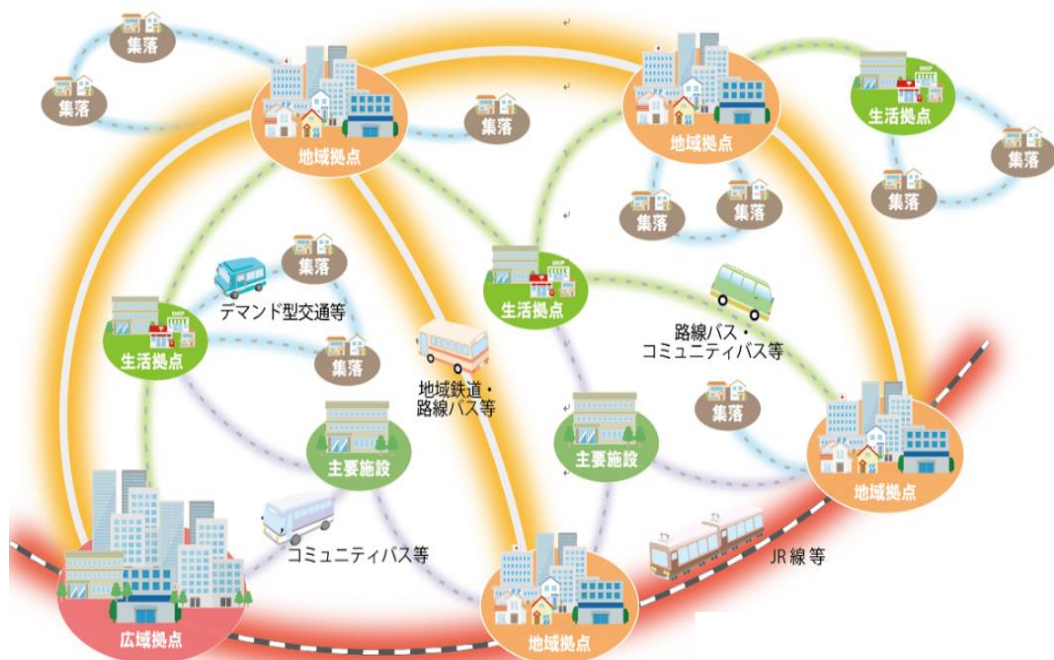 集落
集落
地域拠点
集落
地域拠点
SHOP
生活拠点
集落
集落
集落
集落
集落
デマンド型交通等
SHOP
生活拠点
路線バス・
コミュニティバス等
SHOP
生活拠点
集落
地域鉄道・
路線バス等
集落
主要施設
主要施設
地域拠点
コミュニティバス等
JR線等
広域拠点
地域拠点